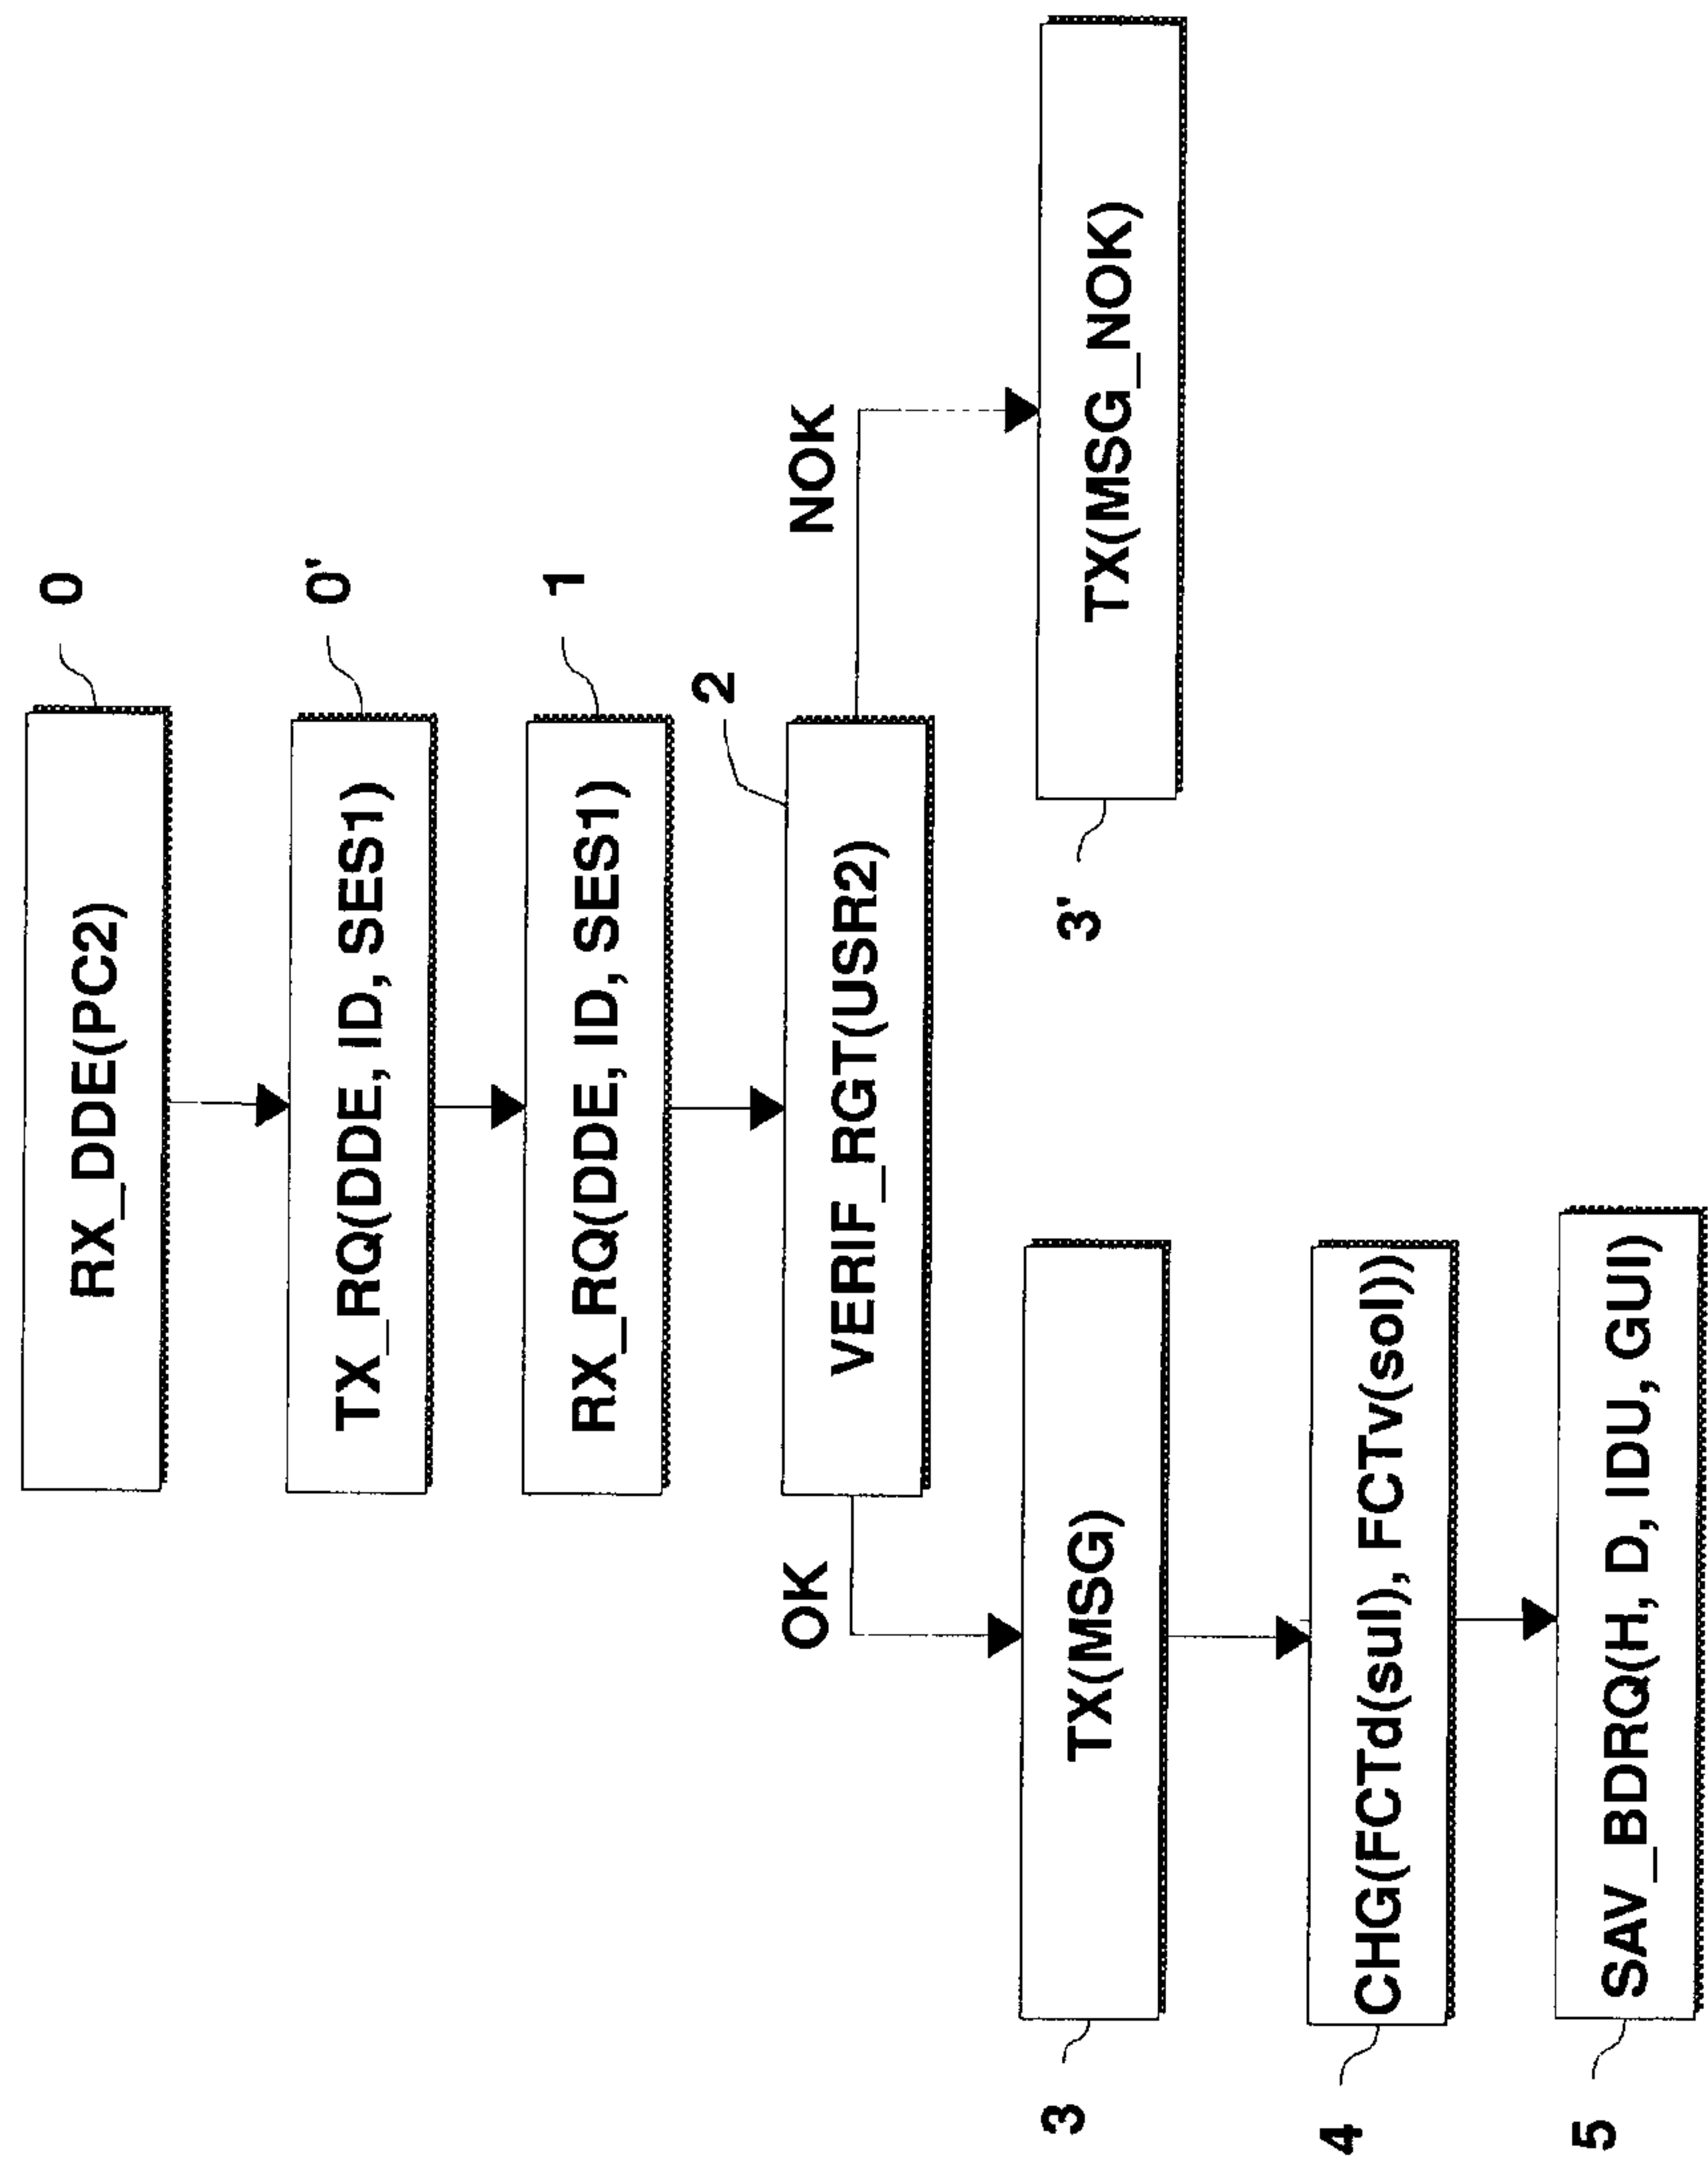 RX_DDE(PC2)
0
TX_RQ(DDE, ID, SES1)
0'
RX_RQ(DDE, ID, SES1)
1
2
VERIF_RGT(USR2)
OK
NOK
TX(MSG)
3
TX(MSG_NOK)
3'
CHG(FCTd(sul), FCTv(sol))
4
SAV_BDRQ(H, D, IDU, GUI)
5